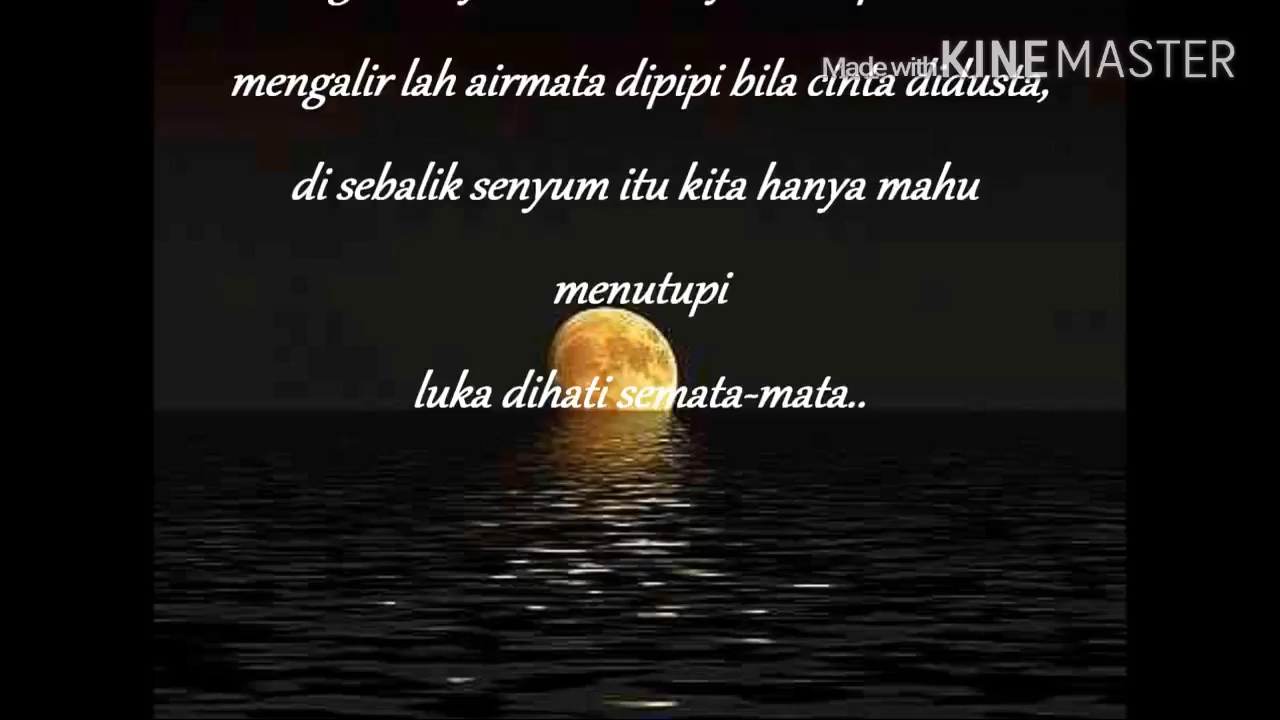 mengalir lah airmata dipipi bila cinta didusta,
Made with KINEMASTER
di sebalik senyum itu kita hanya mahu
menutupi
luka dihati semata-mata..